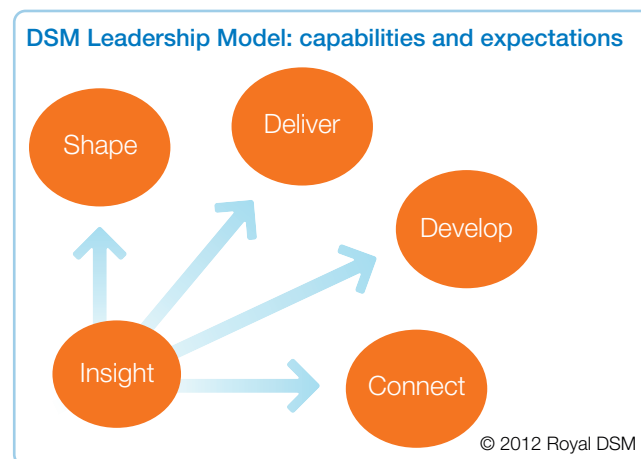 DSM Leadership Model: capabilities and expectations
Deliver
Shape
Develop
Insight
Connect
© 2012 Royal DSM